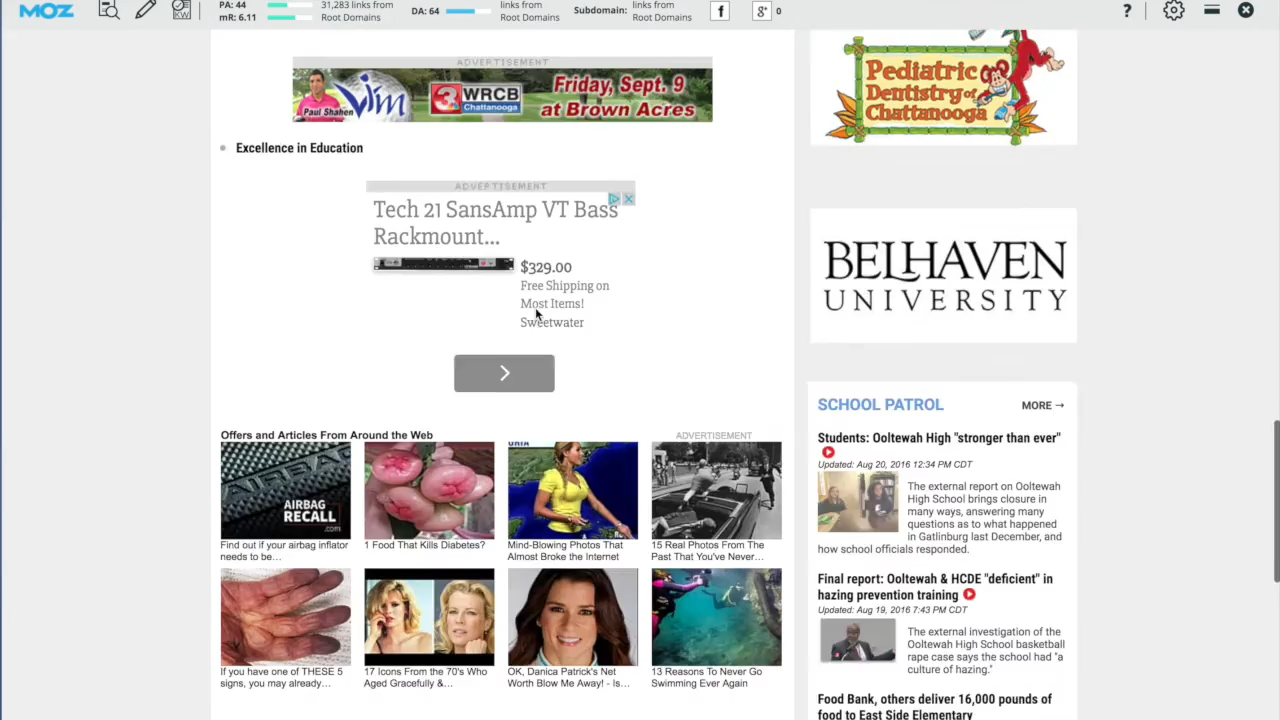 MOZ
KW
PA: 44
mR: 6.11
31,283 links from
Root Domains
DA: 64
links from
Root Domains
Subdomain:
links from
Root Domains
f
g+
0
?
ADVERTISEMENT
Paul Shahen
Vim
3 WRCB
Chattanooga
Friday, Sept. 9
at Brown Acres
Excellence in Education
ADVERTISEMENT
Tech 21 SansAmp VT Bass
Rackmount...
$329.00
Free Shipping on
Most Items!
Sweetwater
Offers and Articles From Around the Web
ADVERTISEMENT
AIRBAG
AIRBAG
RECALL
.com
Find out if your airbag inflator
needs to be...
1 Food That Kills Diabetes?
Mind-Blowing Photos That
Almost Broke the Internet
15 Real Photos From The
Past That You've Never...
If you have one of THESE 5
signs, you may already...
17 Icons From the 70's Who
Aged Gracefully &...
OK, Danica Patrick's Net
Worth Blow Me Away! - Is...
13 Reasons To Never Go
Swimming Ever Again
Pediatric
Dentistry of
Chattanooga
BELHAVEN
UNIVERSITY
SCHOOL PATROL
MORE →
Students: Ooltewah High "stronger than ever"
Updated: Aug 20, 2016 12:34 PM CDT
The external report on Ooltewah
High School brings closure in
many ways, answering many
questions as to what happened
in Gatlinburg last December, and
how school officials responded.
Final report: Ooltewah & HCDE "deficient" in
hazing prevention training
Updated: Aug 19, 2016 7:43 PM CDT
The external investigation of the
Ooltewah High School basketball
rape case says the school had "a
culture of hazing."
Food Bank, others deliver 16,000 pounds of
food to East Side Elementary